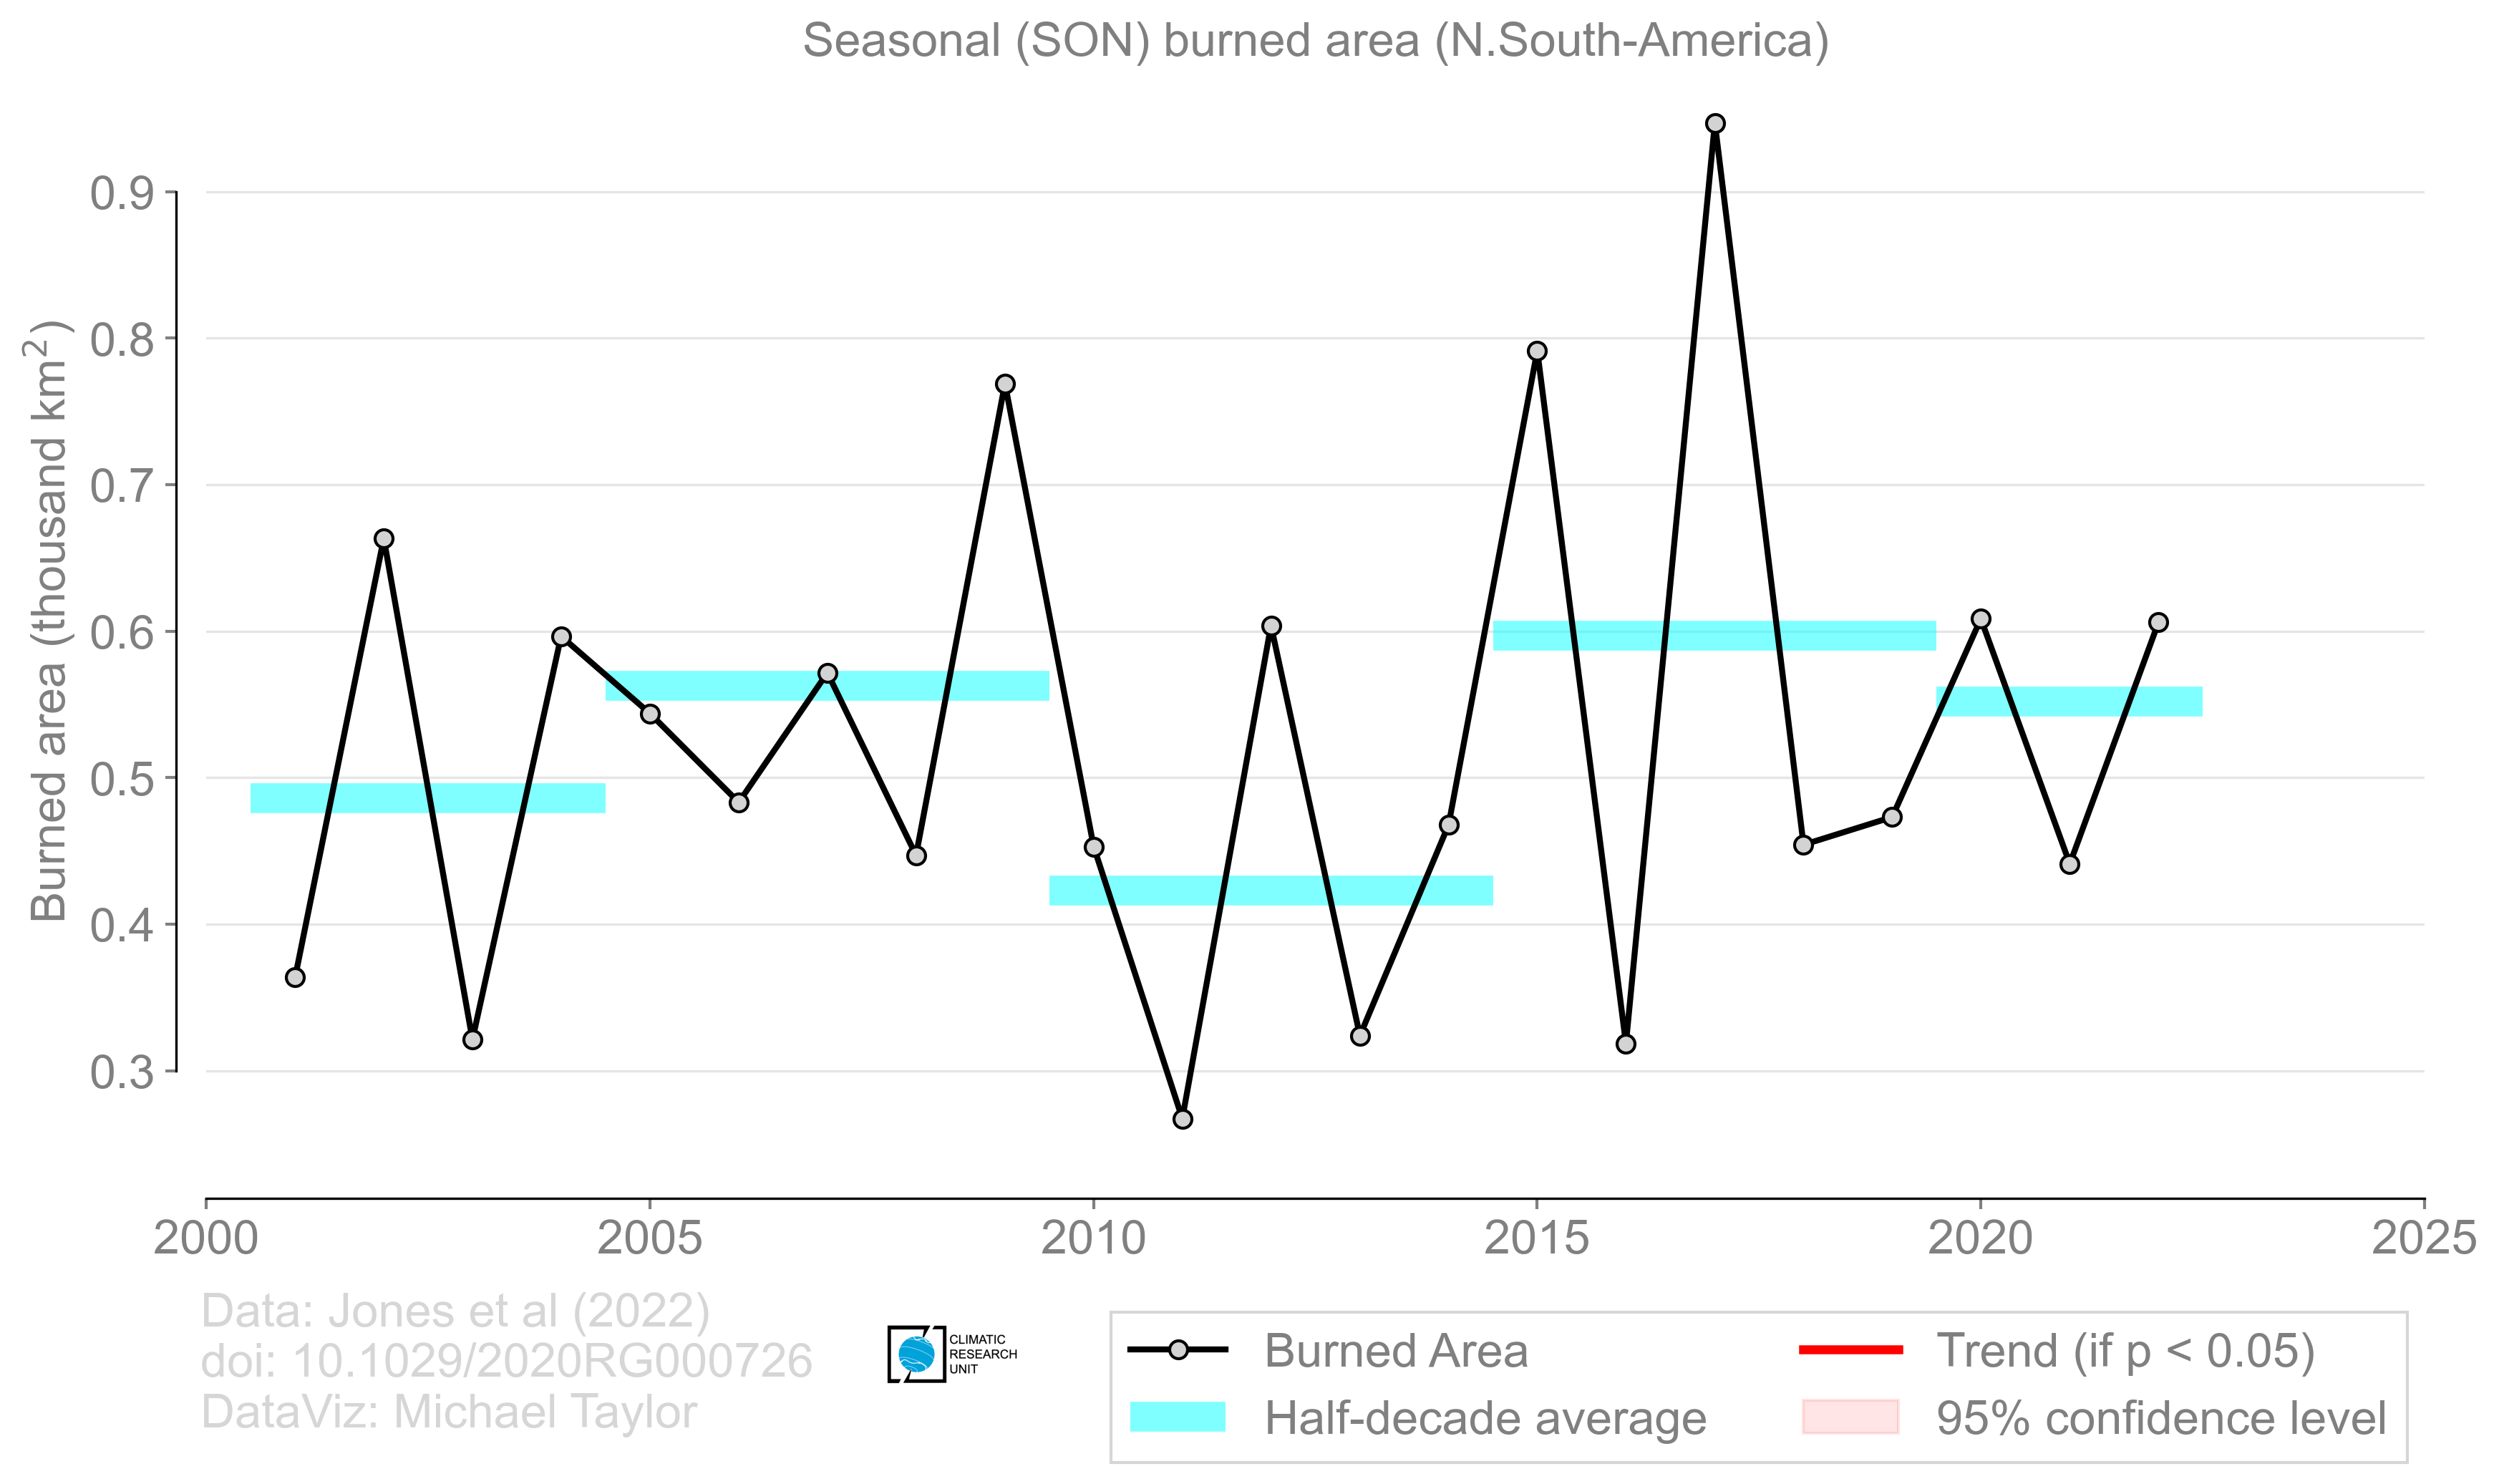 Seasonal (SON) burned area (N.South-America)
Burned area (thousand km²)
0.9
0.8
0.7
0.6
0.5
0.4
0.3
2000 2005 2010 2015 2020 2025
Data: Jones et al (2022)
doi: 10.1029/2020RG000726
DataViz: Michael Taylor
CLIMATIC
RESEARCH
UNIT
Burned Area
Half-decade average
Trend (if p < 0.05)
95% confidence level